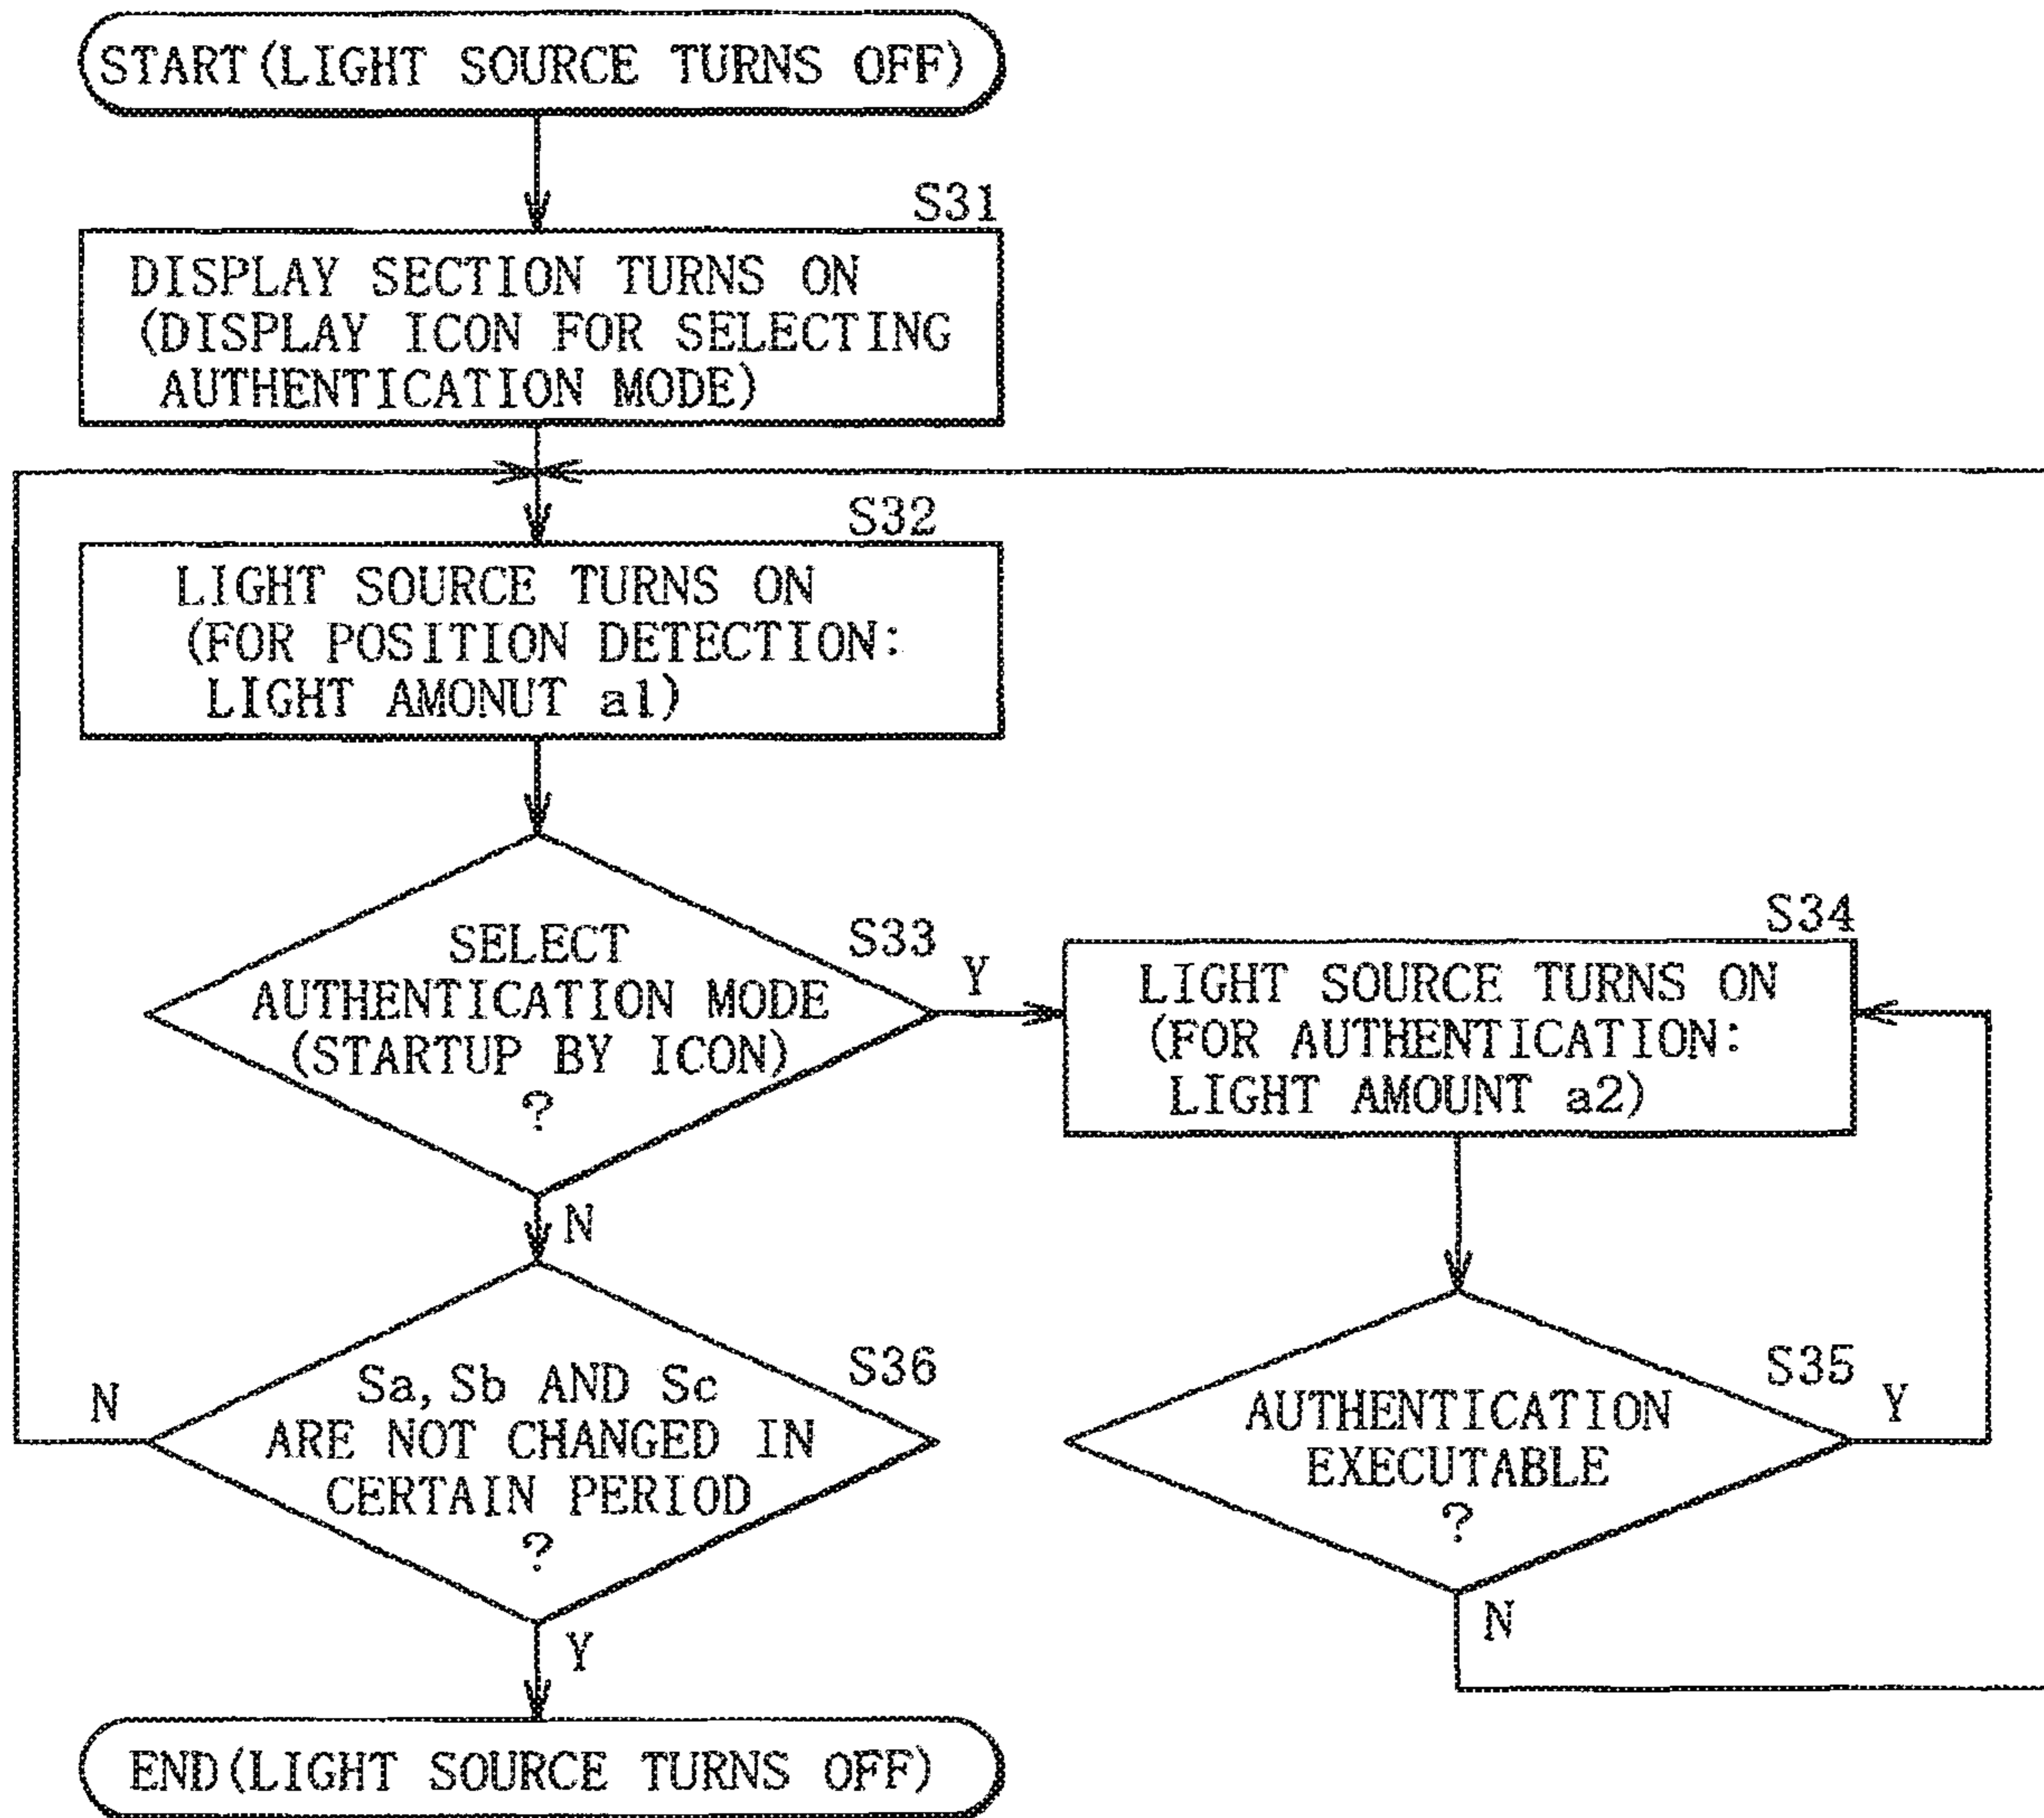 START(LIGHT SOURCE TURNS OFF)
S31
DISPLAY SECTION TURNS ON
(DISPLAY ICON FOR SELECTING
AUTHENTICATION MODE)
S32
LIGHT SOURCE TURNS ON
(FOR POSITION DETECTION:
LIGHT AMONUT a1)
S33
SELECT
AUTHENTICATION MODE
(STARTUP BY ICON)
?
Y
N
S34
LIGHT SOURCE TURNS ON
(FOR AUTHENTICATION:
LIGHT AMOUNT a2)
S35
AUTHENTICATION
EXECUTABLE
?
Y
N
S36
Sa, Sb AND Sc
ARE NOT CHANGED IN
CERTAIN PERIOD
?
N
Y
END(LIGHT SOURCE TURNS OFF)